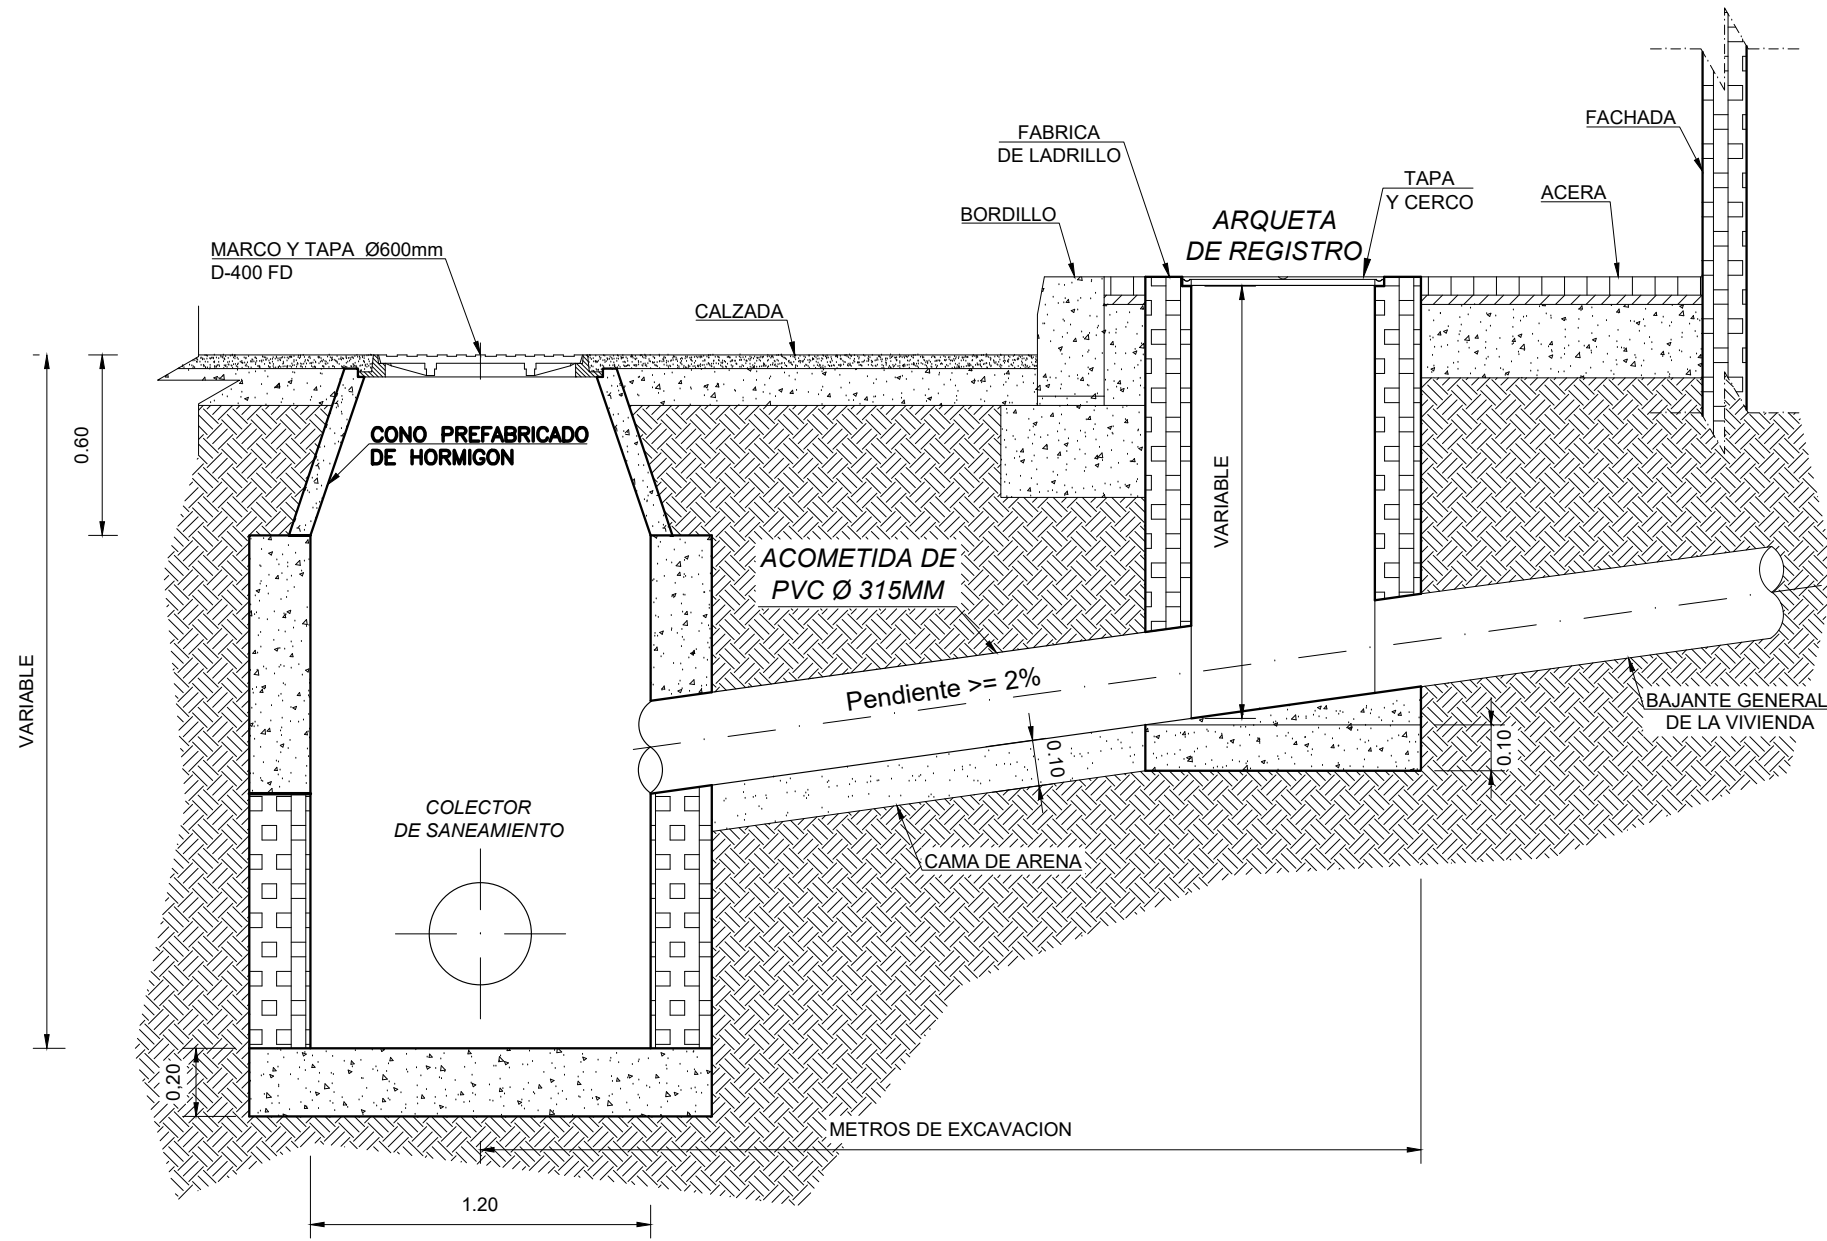 FACHADA
FABRICA
DE LADRILLO
TAPA
Y CERCO
ACERA
BORDILLO
ARQUETA
DE REGISTRO
MARCO Y TAPA Ø600mm
D-400 FD
CALZADA
0.60
CONO PREFABRICADO
DE HORMIGON
VARIABLE
ACOMETIDA DE
PVC Ø 315MM
VARIABLE
Pendiente >= 2%
BAJANTE GENERAL
DE LA VIVIENDA
0.10
0.10
COLECTOR
DE SANEAMIENTO
CAMA DE ARENA
0,20
METROS DE EXCAVACION
1.20